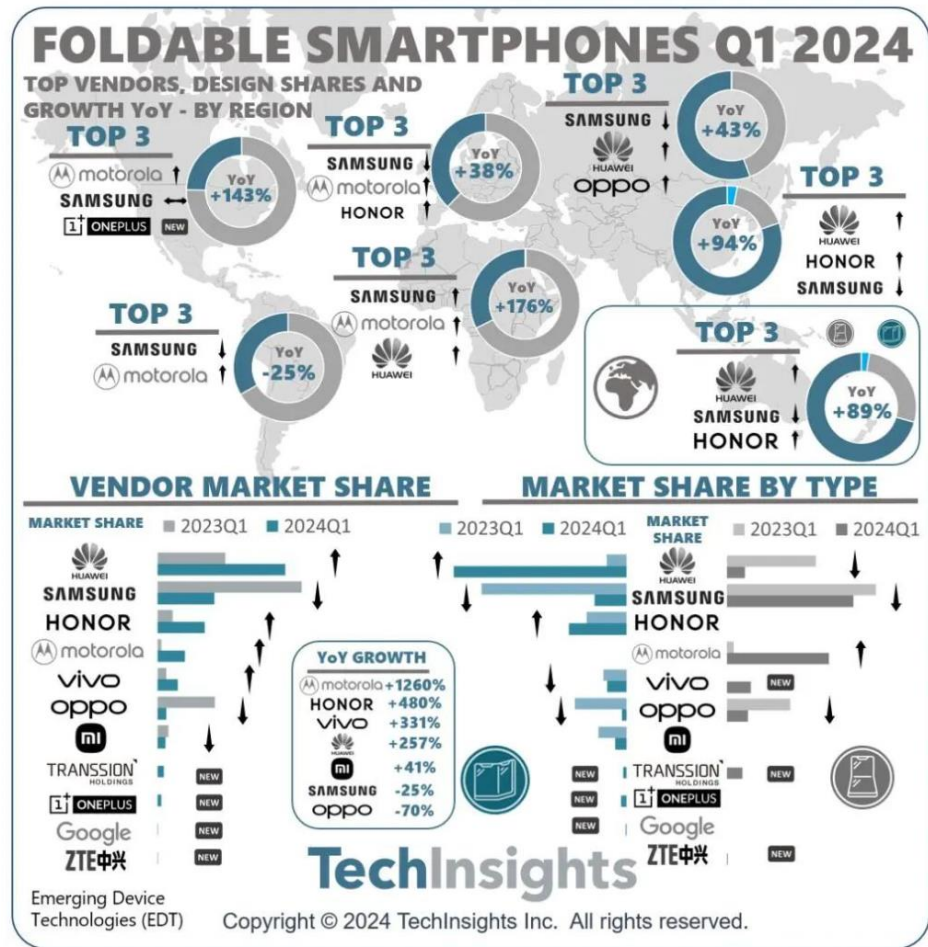 FOLDABLE SMARTPHONES Q1 2024
TOP VENDORS, DESIGN SHARES AND
GROWTH YoY - BY REGION
TOP 3
motorola
SAMSUNG
1+ ONEPLUS NEW
YoY
+143%
TOP 3
SAMSUNG
motorola
HONOR
YoY
+38%
TOP 3
SAMSUNG
HUAWEI
oppo
YoY
+43%
TOP 3
HUAWEI
HONOR
SAMSUNG
YoY
+94%
TOP 3
SAMSUNG
motorola
HUAWEI
YoY
+176%
TOP 3
SAMSUNG
motorola
YoY
-25%
TOP 3
HUAWEI
SAMSUNG
HONOR
YoY
+89%
VENDOR MARKET SHARE
MARKET SHARE 2023Q1 2024Q1
HUAWEI
SAMSUNG
HONOR
motorola
vivo
oppo
MI
TRANSSION HOLDINGS NEW
1+ ONEPLUS NEW
Google NEW
ZTE中兴 NEW
YoY GROWTH
motorola +1260%
HONOR +480%
vivo +331%
HUAWEI +257%
MI +41%
SAMSUNG -25%
oppo -70%
MARKET SHARE BY TYPE
2023Q1 2024Q1
MARKET
SHARE
2023Q1 2024Q1
HUAWEI
SAMSUNG
HONOR
motorola
vivo NEW
oppo
MI
NEW TRANSSION HOLDINGS NEW
NEW 1+ ONEPLUS
NEW Google
ZTE中兴 NEW
TechInsights
Emerging Device
Technologies (EDT)
Copyright © 2024 TechInsights Inc. All rights reserved.